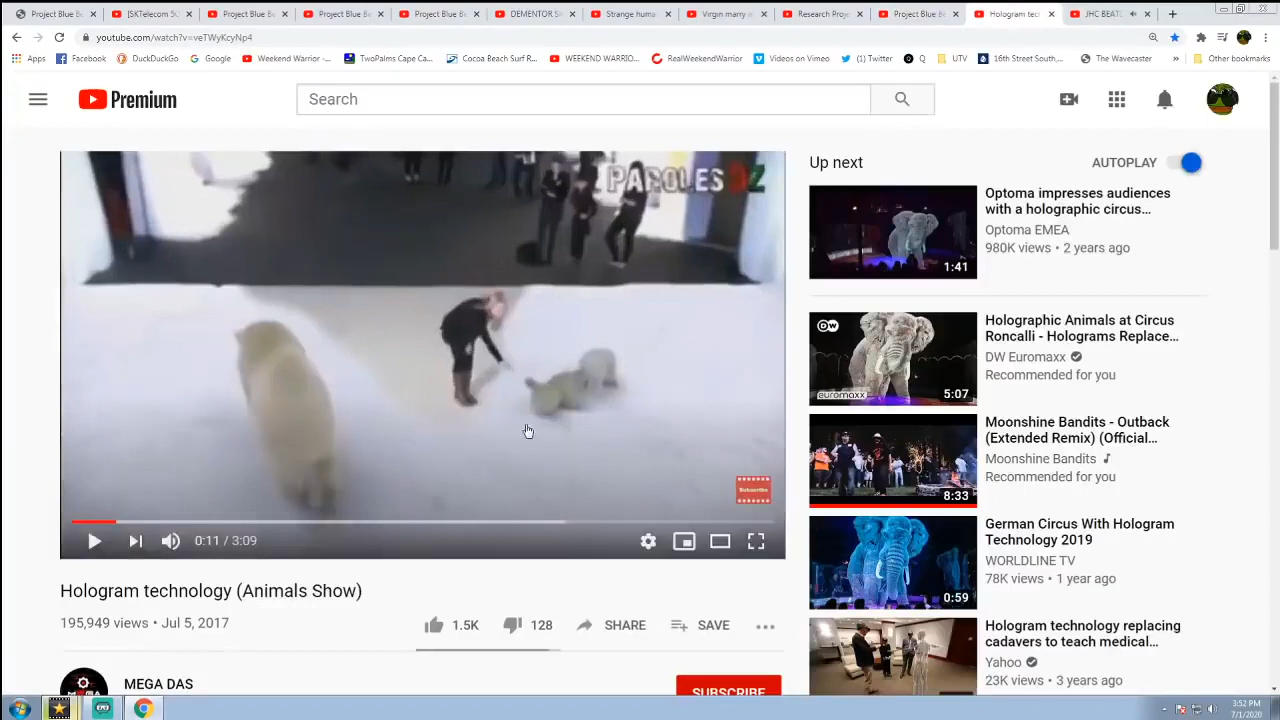 Project Blue Be
JSKTelecom 5G
Project Blue Be
Project Blue Be
Project Blue Be
DEMENTOR S
Strange huma
Virgin marry a
Research Proj
Project Blue Be
Hologram tech
JHC BEATC
youtube.com/watch?v=veTWyKcyNp4
Apps
Facebook
DuckDuckGo
Google
Weekend Warrior -...
TwoPalms Cape Ca...
Cocoa Beach Surf R...
WEEKEND WARRIO...
RealWeekendWarrior
Videos on Vimeo
(1) Twitter
Q
UTV
16th Street South,...
The Wavecaster
»
Other bookmarks
Premium
Search
PAROLES DZ
Subscribe
0:11 / 3:09
Hologram technology (Animals Show)
195,949 views • Jul 5, 2017
1.5K
128
SHARE
SAVE
MEGA DAS
SUBSCRIBE
Up next
AUTOPLAY
Optoma impresses audiences
with a holographic circus...
Optoma EMEA
980K views • 2 years ago
1:41
Holographic Animals at Circus
Roncalli - Holograms Replace...
DW Euromaxx
Recommended for you
DW
euromaxx
5:07
Moonshine Bandits - Outback
(Extended Remix) (Official...
Moonshine Bandits
Recommended for you
8:33
German Circus With Hologram
Technology 2019
WORLDLINE TV
78K views • 1 year ago
0:59
Hologram technology replacing
cadavers to teach medical...
Yahoo
23K views • 3 years ago
3:52 PM
7/1/2020